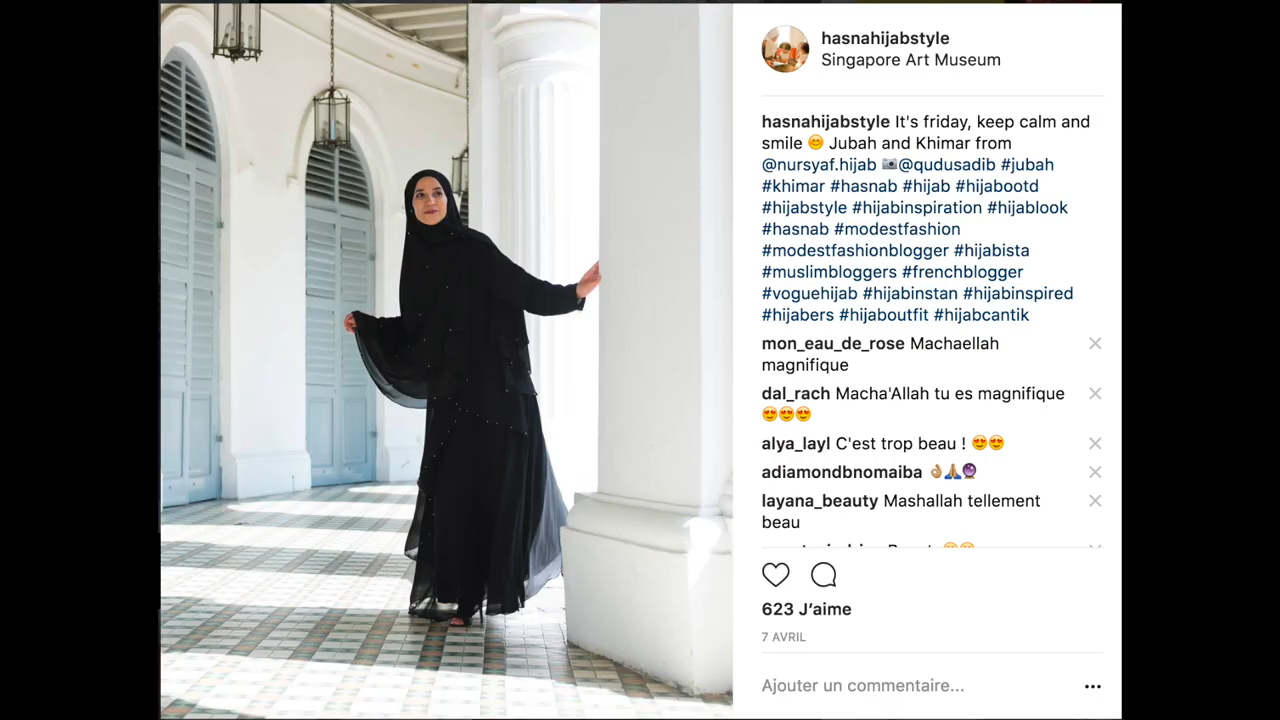 hasnahijabstyle
Singapore Art Museum
hasnahijabstyle It's friday, keep calm and
smile 😊 Jubah and Khimar from
@nursyaf.hijab 📷@qudusadib #jubah
#khimar #hasnab #hijab #hijabootd
#hijabstyle #hijabinspiration #hijablook
#hasnab #modestfashion
#modestfashionblogger #hijabista
#muslimbloggers #frenchblogger
#voguehijab #hijabinstan #hijabinspired
#hijabers #hijaboutfit #hijabcantik
mon_eau_de_rose Machaellah
magnifique
dal_rach Macha'Allah tu es magnifique
😍😍😍
alya_layl C'est trop beau ! 😍😍
adiamondbnomaiba 👌🏽🙏🏽🔮
layana_beauty Mashallah tellement
beau
623 J’aime
7 AVRIL
Ajouter un commentaire...